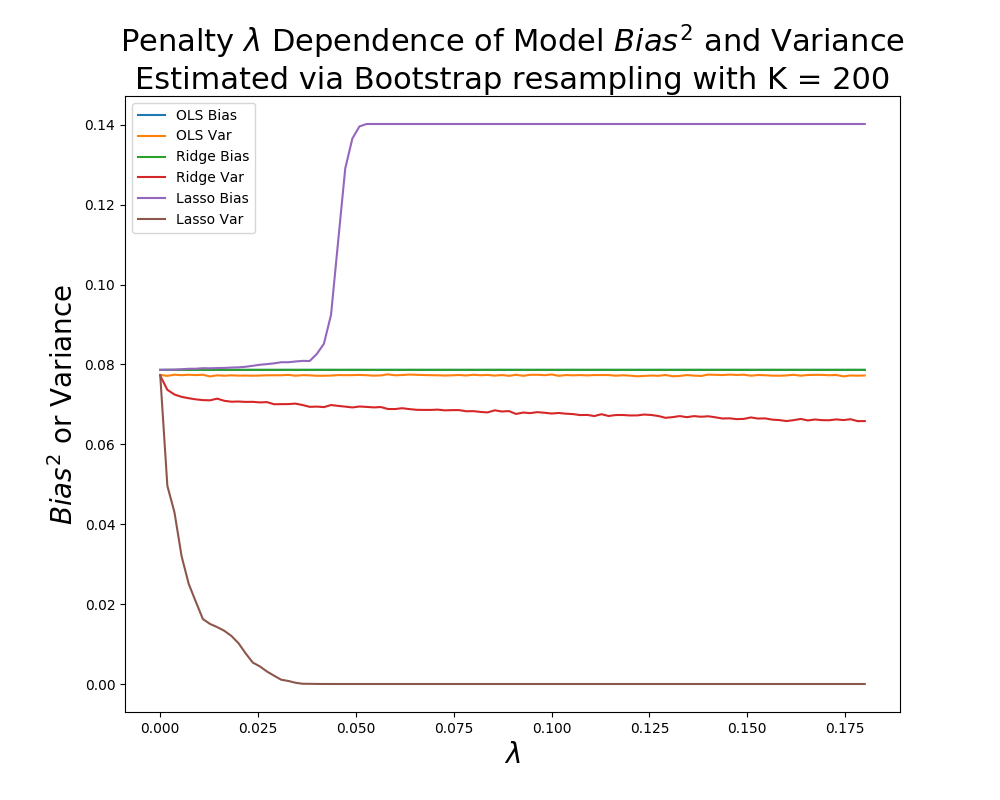 Penalty λ Dependence of Model Bias² and Variance
Estimated via Bootstrap resampling with K = 200
OLS Bias
OLS Var
Ridge Bias
Ridge Var
Lasso Bias
Lasso Var
Bias² or Variance
0.14
0.12
0.10
0.08
0.06
0.04
0.02
0.00
0.000 0.025 0.050 0.075 0.100 0.125 0.150 0.175
λ